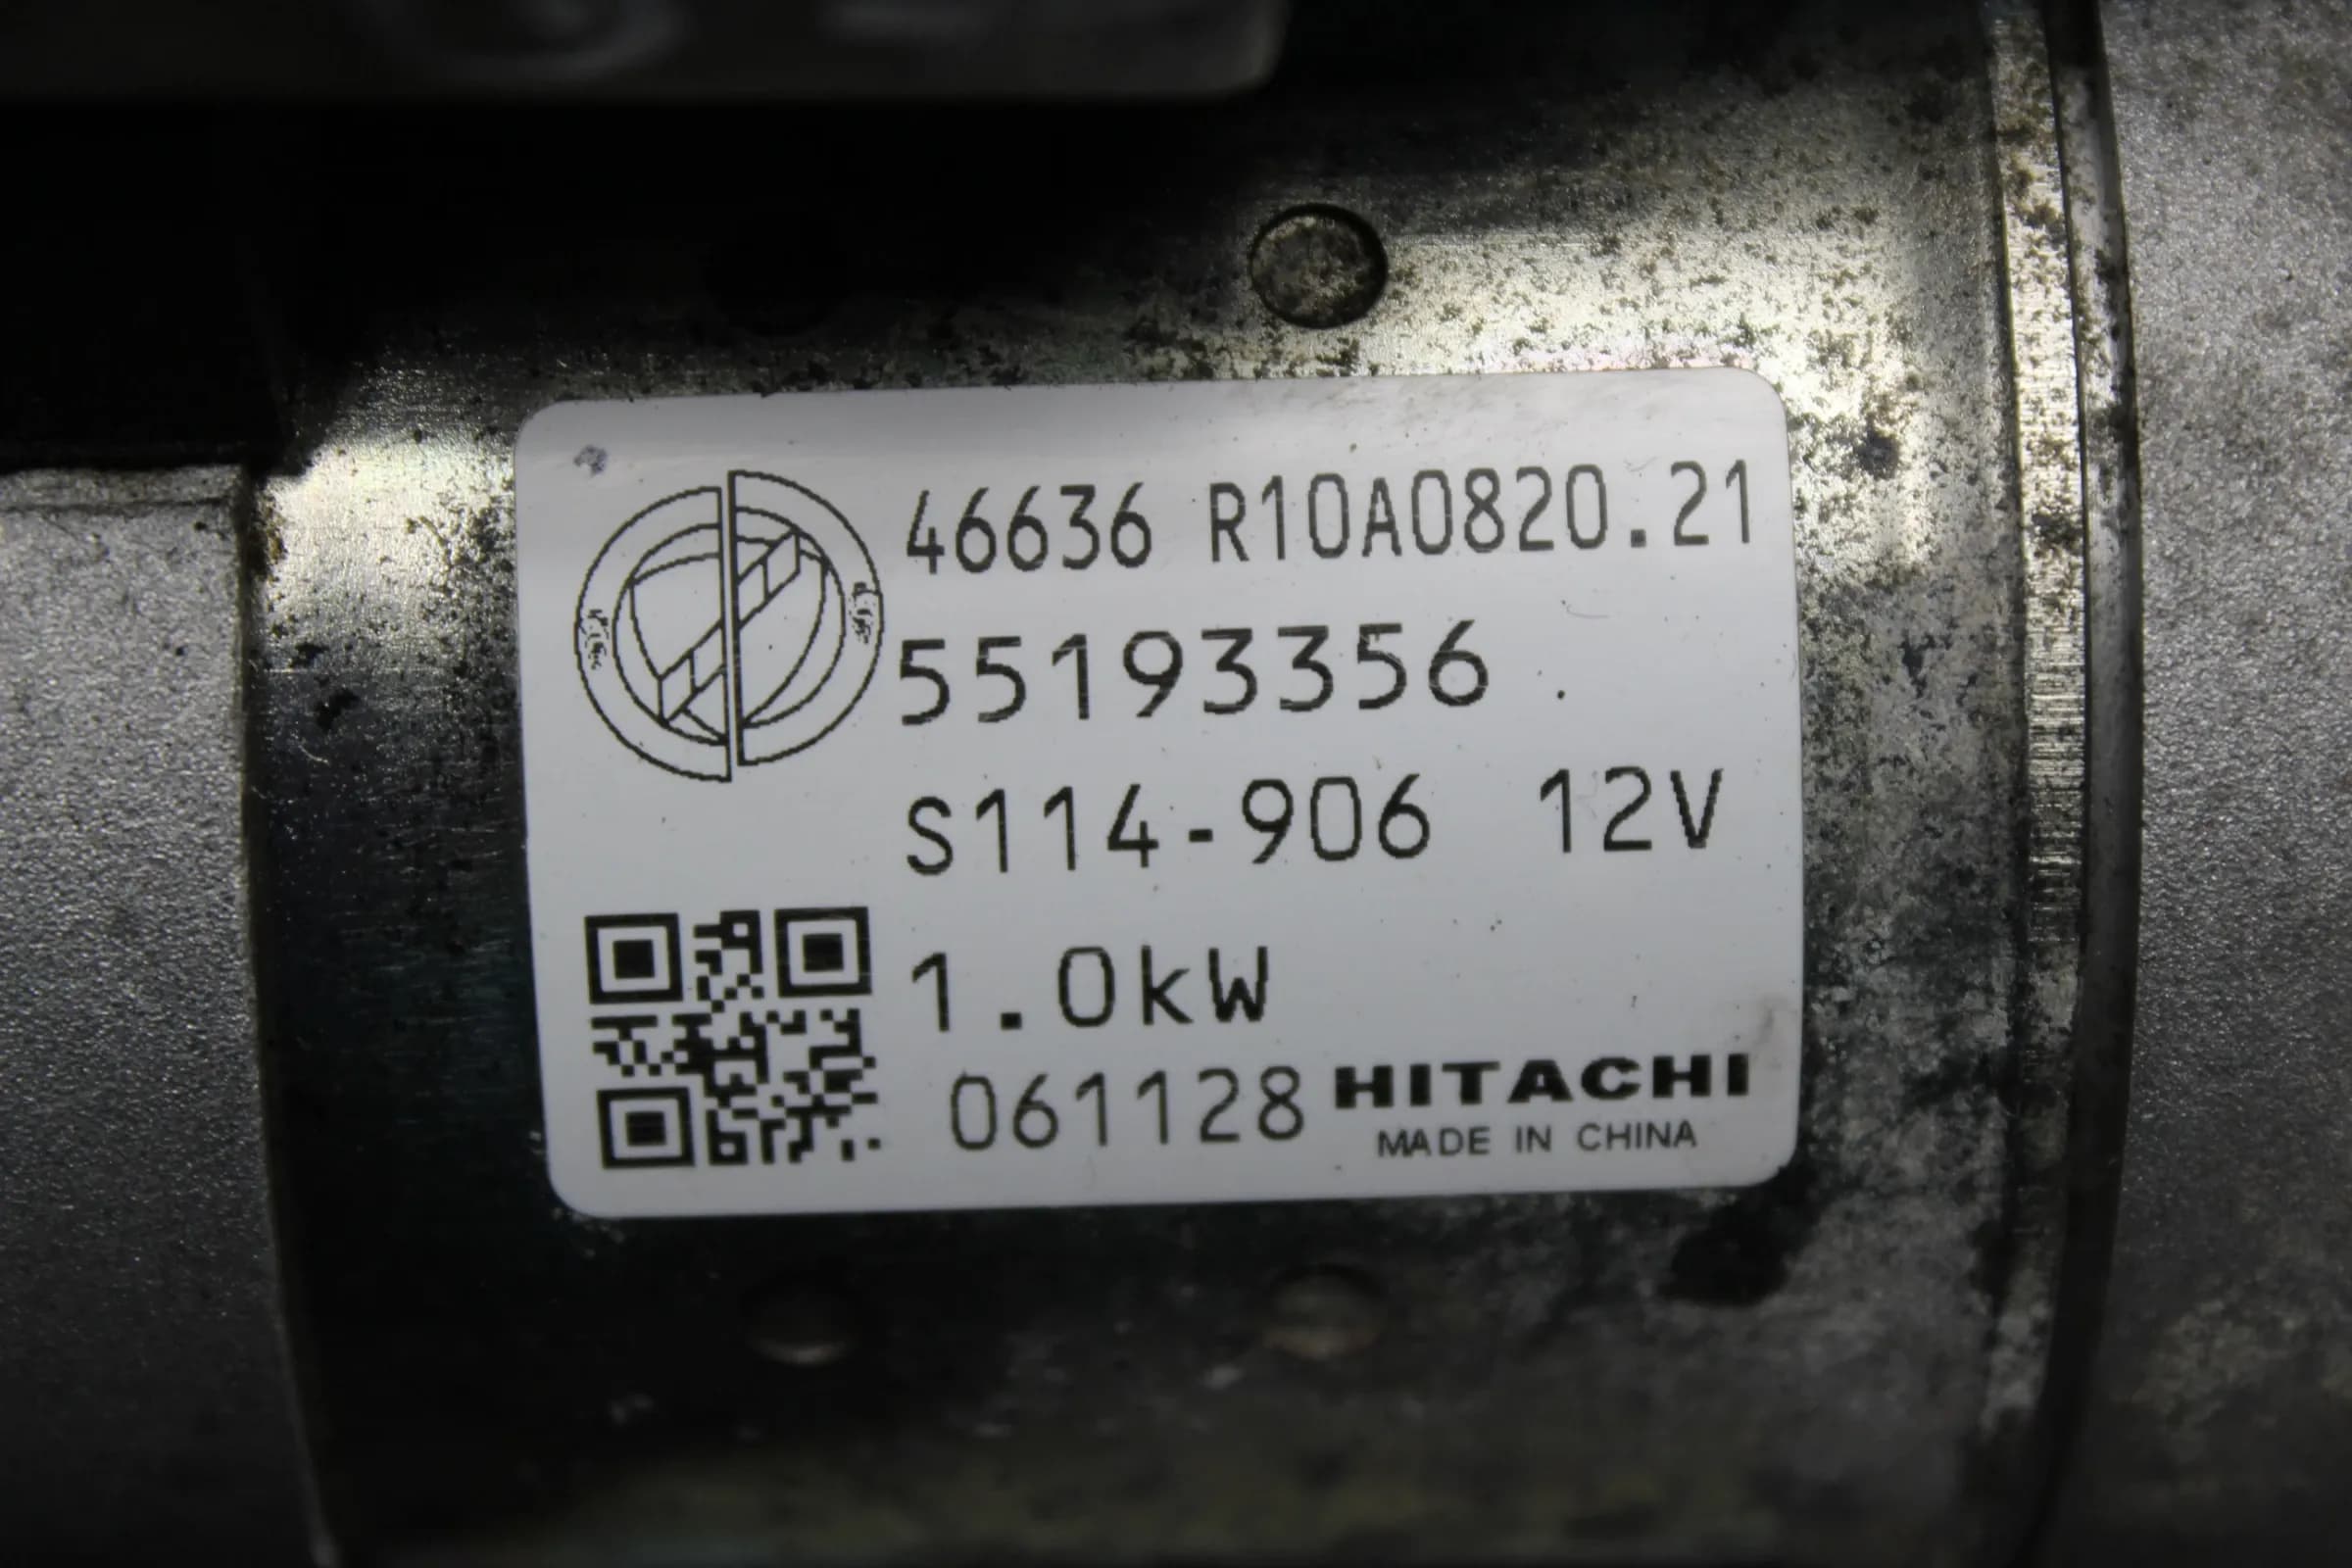 46636 R10A0820.21
55193356
S114-906 12V
1.0kW
061128 HITACHI
MADE IN CHINA